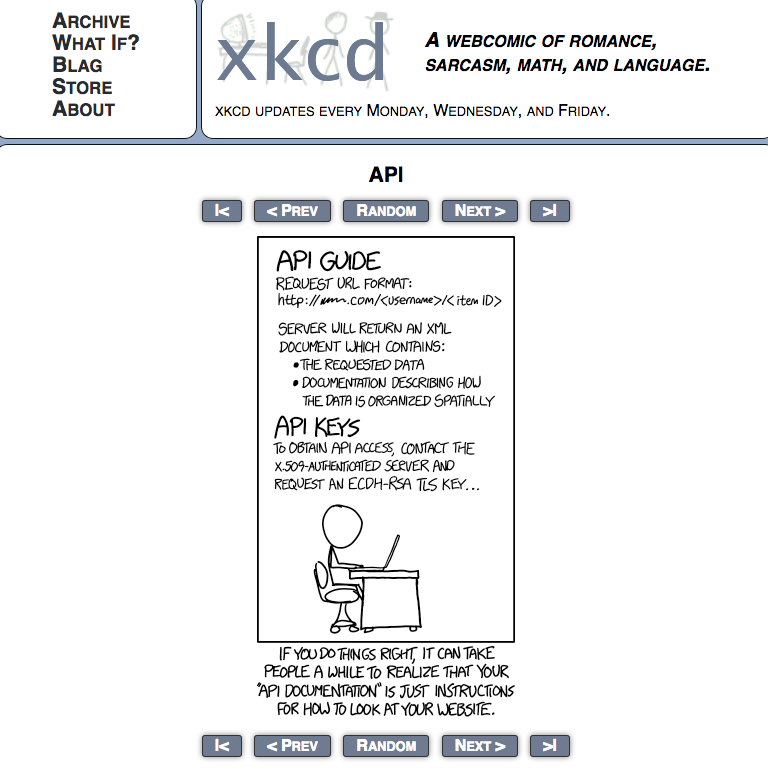 ARCHIVE
WHAT IF?
BLAG
STORE
ABOUT
xkcd
A WEBCOMIC OF ROMANCE,
SARCASM, MATH, AND LANGUAGE.
XKCD UPDATES EVERY MONDAY, WEDNESDAY, AND FRIDAY.
API
|<
< PREV
RANDOM
NEXT >
>|
API GUIDE
REQUEST URL FORMAT:
http://.com/<username>/<item ID>
SERVER WILL RETURN AN XML
DOCUMENT WHICH CONTAINS:
•THE REQUESTED DATA
•DOCUMENTATION DESCRIBING HOW
THE DATA IS ORGANIZED SPATIALLY
API KEYS
TO OBTAIN API ACCESS, CONTACT THE
X.509-AUTHENTICATED SERVER AND
REQUEST AN ECDH-RSA TLS KEY...
IF YOU DO THINGS RIGHT, IT CAN TAKE
PEOPLE A WHILE TO REALIZE THAT YOUR
"API DOCUMENTATION" IS JUST INSTRUCTIONS
FOR HOW TO LOOK AT YOUR WEBSITE.
|<
< PREV
RANDOM
NEXT >
>|